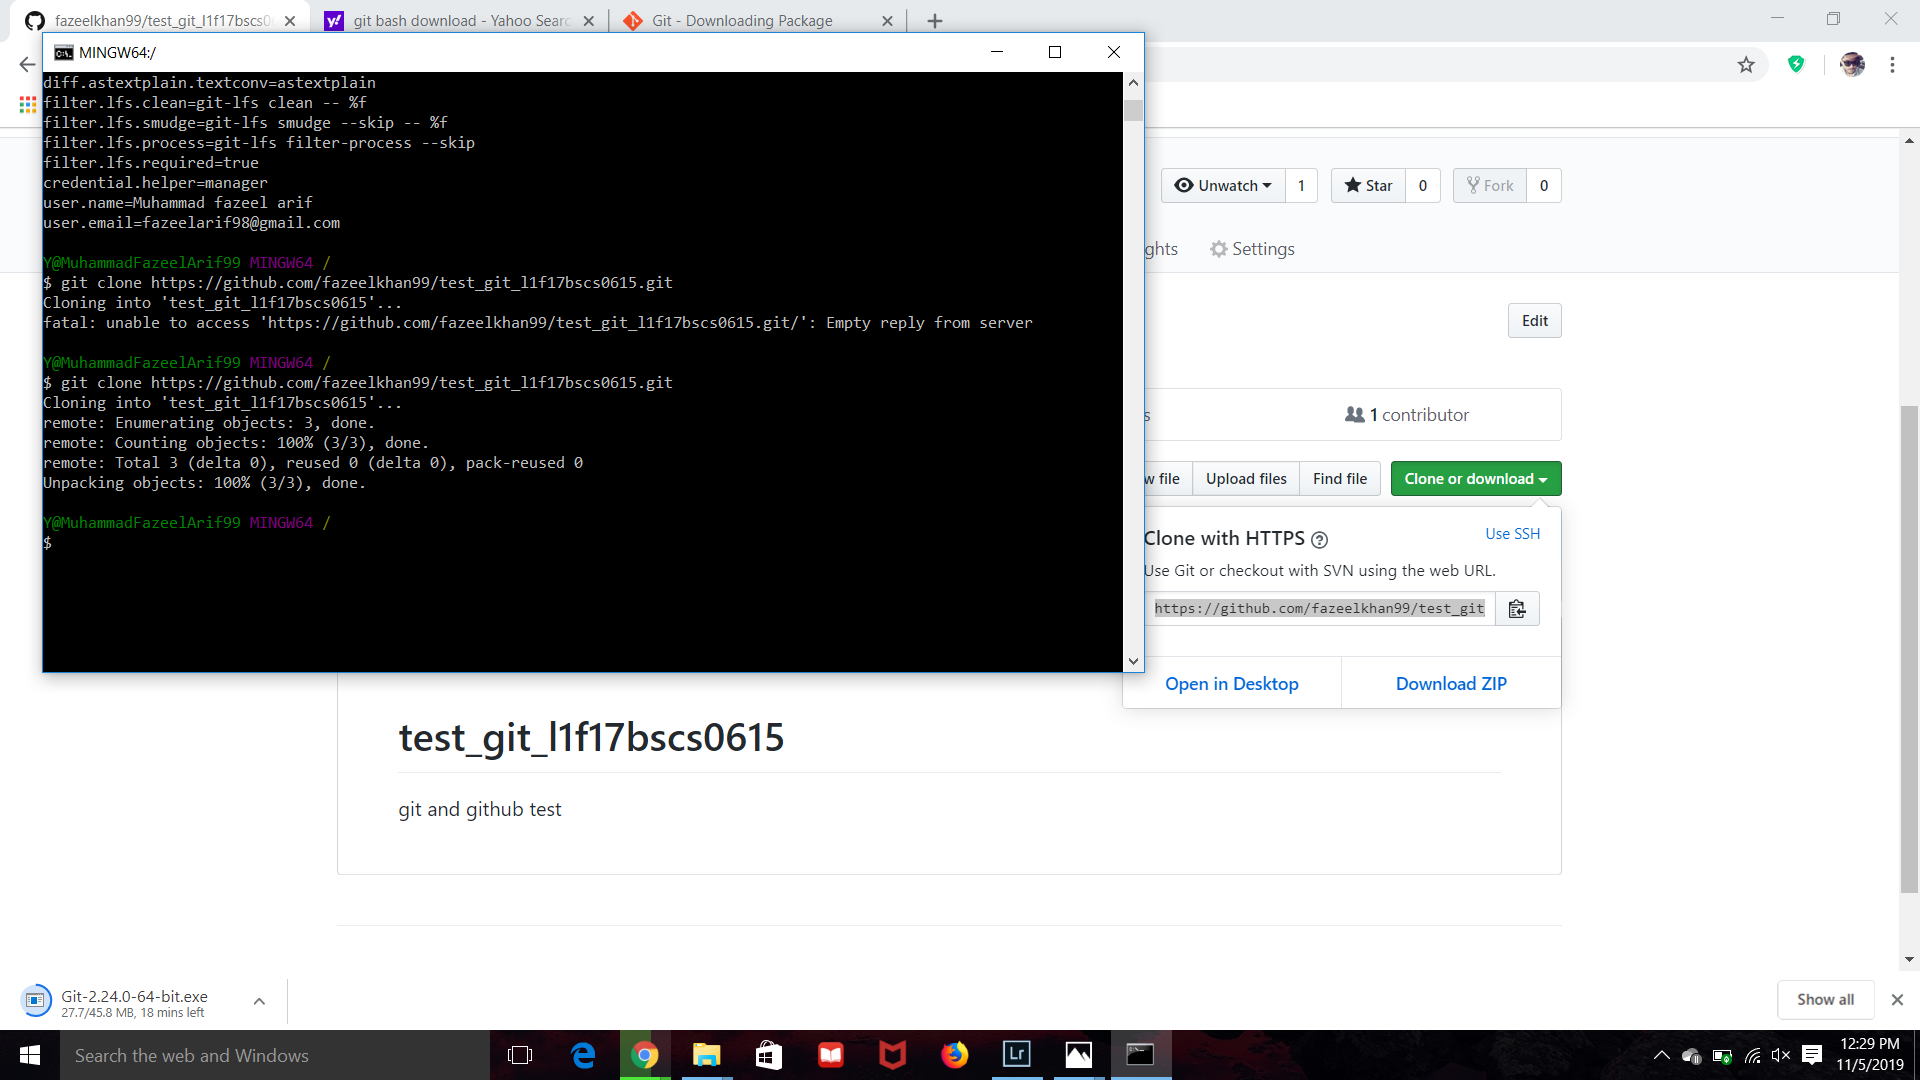 fazeelkhan99/test_git_l1f17bscs0
git bash download - Yahoo Searc
Git - Downloading Package
MINGW64:/
diff.astextplain.textconv=astextplain
filter.lfs.clean=git-lfs clean -- %f
filter.lfs.smudge=git-lfs smudge --skip -- %f
filter.lfs.process=git-lfs filter-process --skip
filter.lfs.required=true
credential.helper=manager
user.name=Muhammad fazeel arif
user.email=fazeelarif98@gmail.com
Y@MuhammadFazeelArif99 MINGW64 /
$ git clone https://github.com/fazeelkhan99/test_git_l1f17bscs0615.git
Cloning into 'test_git_l1f17bscs0615'...
fatal: unable to access 'https://github.com/fazeelkhan99/test_git_l1f17bscs0615.git/': Empty reply from server
Y@MuhammadFazeelArif99 MINGW64 /
$ git clone https://github.com/fazeelkhan99/test_git_l1f17bscs0615.git
Cloning into 'test_git_l1f17bscs0615'...
remote: Enumerating objects: 3, done.
remote: Counting objects: 100% (3/3), done.
remote: Total 3 (delta 0), reused 0 (delta 0), pack-reused 0
Unpacking objects: 100% (3/3), done.
Y@MuhammadFazeelArif99 MINGW64 /
$
Unwatch 1 Star 0 Fork 0
ghts Settings
Edit
s 1 contributor
w file Upload files Find file Clone or download
Clone with HTTPS Use SSH
Use Git or checkout with SVN using the web URL.
https://github.com/fazeelkhan99/test_git
Open in Desktop Download ZIP
test_git_l1f17bscs0615
git and github test
Git-2.24.0-64-bit.exe
27.7/45.8 MB, 18 mins left
Show all
Search the web and Windows
Lr
12:29 PM
11/5/2019